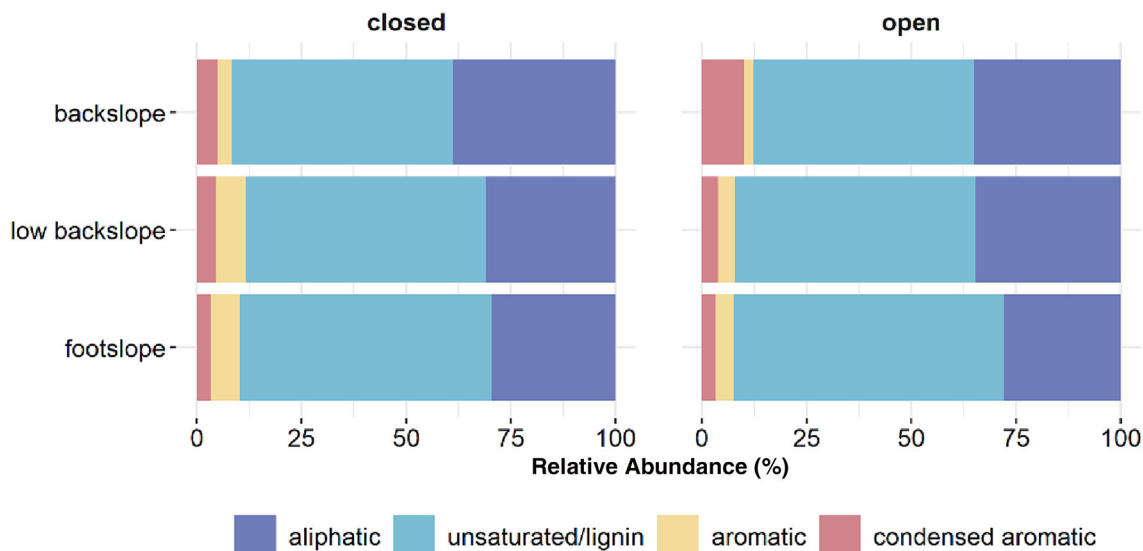 closed open
backslope
low backslope
footslope
0 25 50 75 100 0 25 50 75 100
Relative Abundance (%)
aliphatic unsaturated/lignin aromatic condensed aromatic